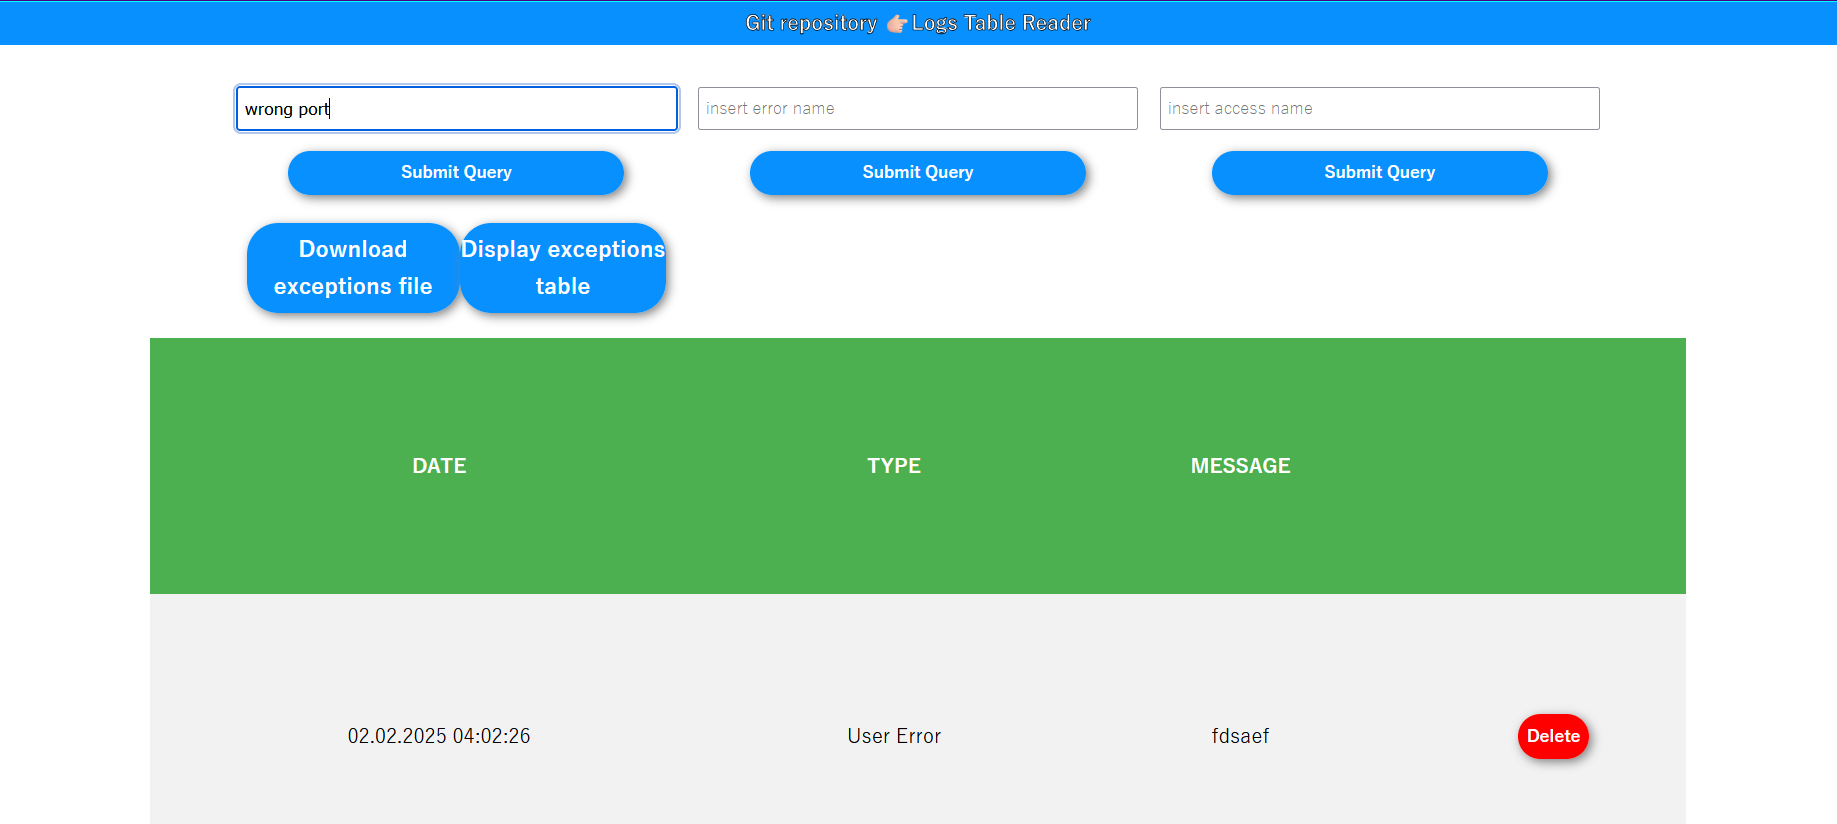 Git repository 👉Logs Table Reader
wrong port
insert error name
insert access name
Submit Query
Submit Query
Submit Query
Download
exceptions file
Display exceptions
table
DATE TYPE MESSAGE
02.02.2025 04:02:26 User Error fdsaef Delete